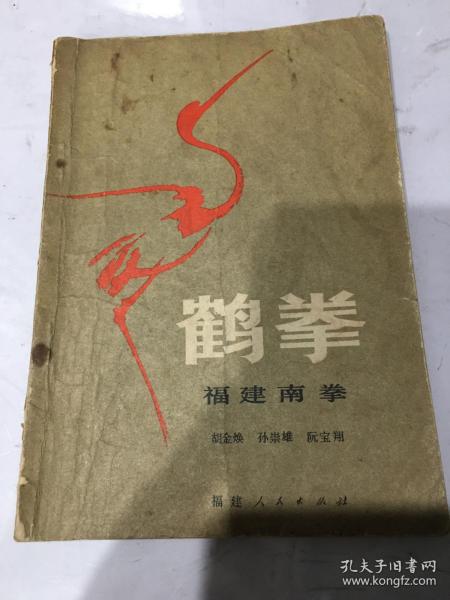 鹤拳
福建南拳
胡金焕 孙崇雄 阮宝翔
福建人民出版社
孔夫子旧书网
www.kongfz.com